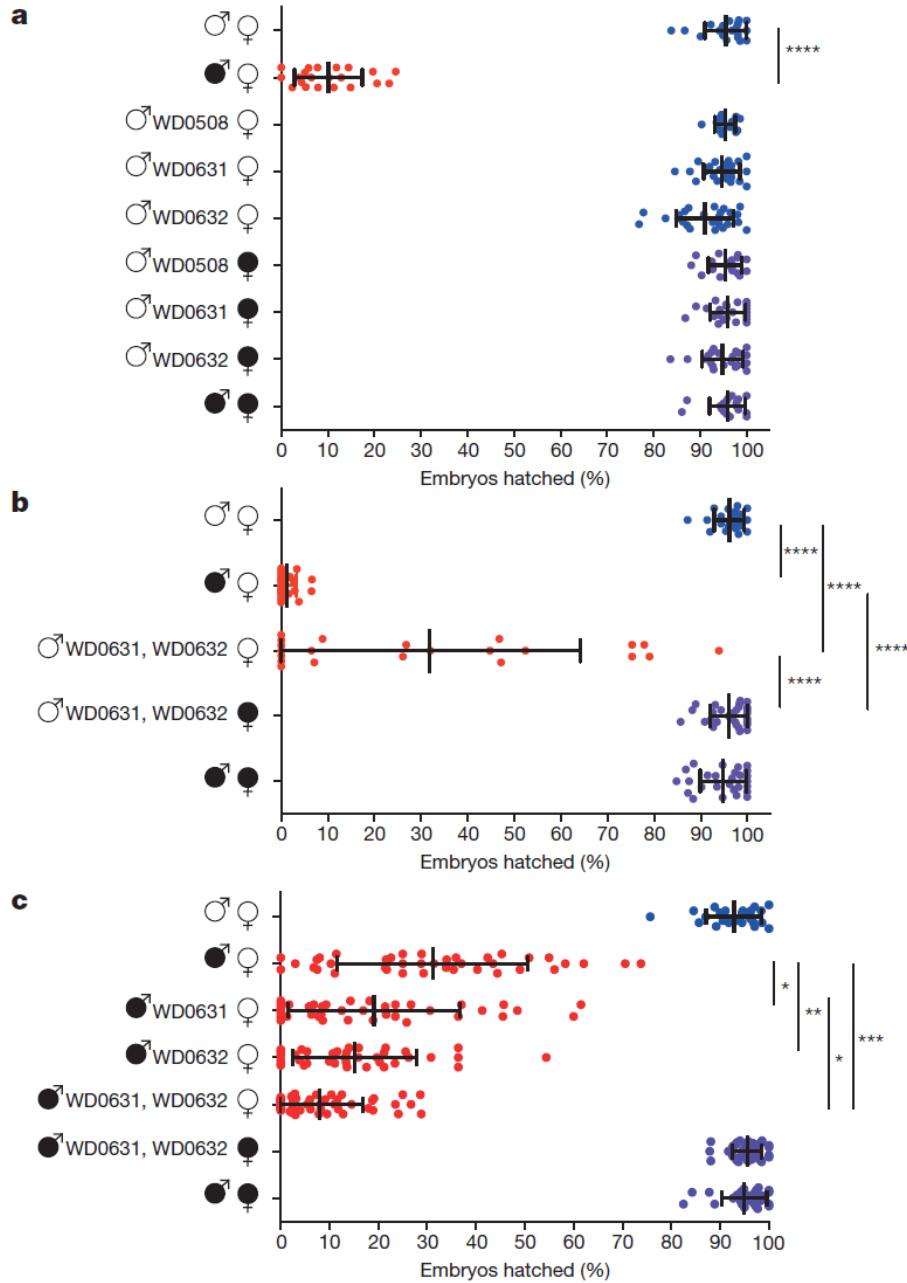 a
♂ ♀
****
♂ ♀
♂ WD0508 ♀
♂ WD0631 ♀
♂ WD0632 ♀
♂ WD0508 ♀
♂ WD0631 ♀
♂ WD0632 ♀
♂ ♀
0 10 20 30 40 50 60 70 80 90 100
Embryos hatched (%)
b
♂ ♀
****
♂ ♀
****
♂ WD0631, WD0632 ♀
****
****
♂ WD0631, WD0632 ♀
♂ ♀
0 10 20 30 40 50 60 70 80 90 100
Embryos hatched (%)
c
♂ ♀
♂ ♀
*
♂ WD0631 ♀
**
***
♂ WD0632 ♀
*
♂ WD0631, WD0632 ♀
♂ WD0631, WD0632 ♀
♂ ♀
0 10 20 30 40 50 60 70 80 90 100
Embryos hatched (%)